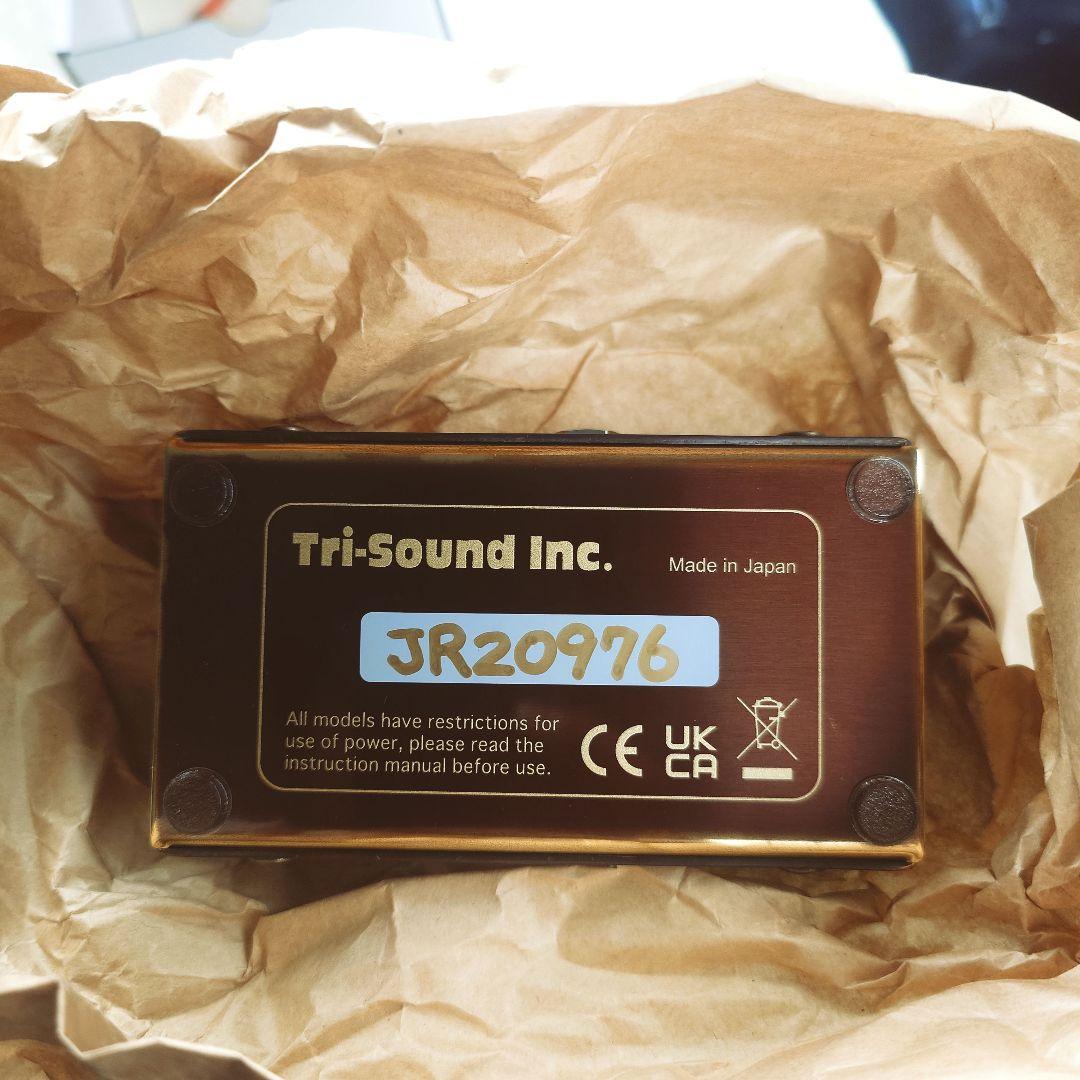 Tri-Sound Inc.
Made in Japan
JR20976
All models have restrictions for
use of power, please read the
instruction manual before use.
CE
UK
CA